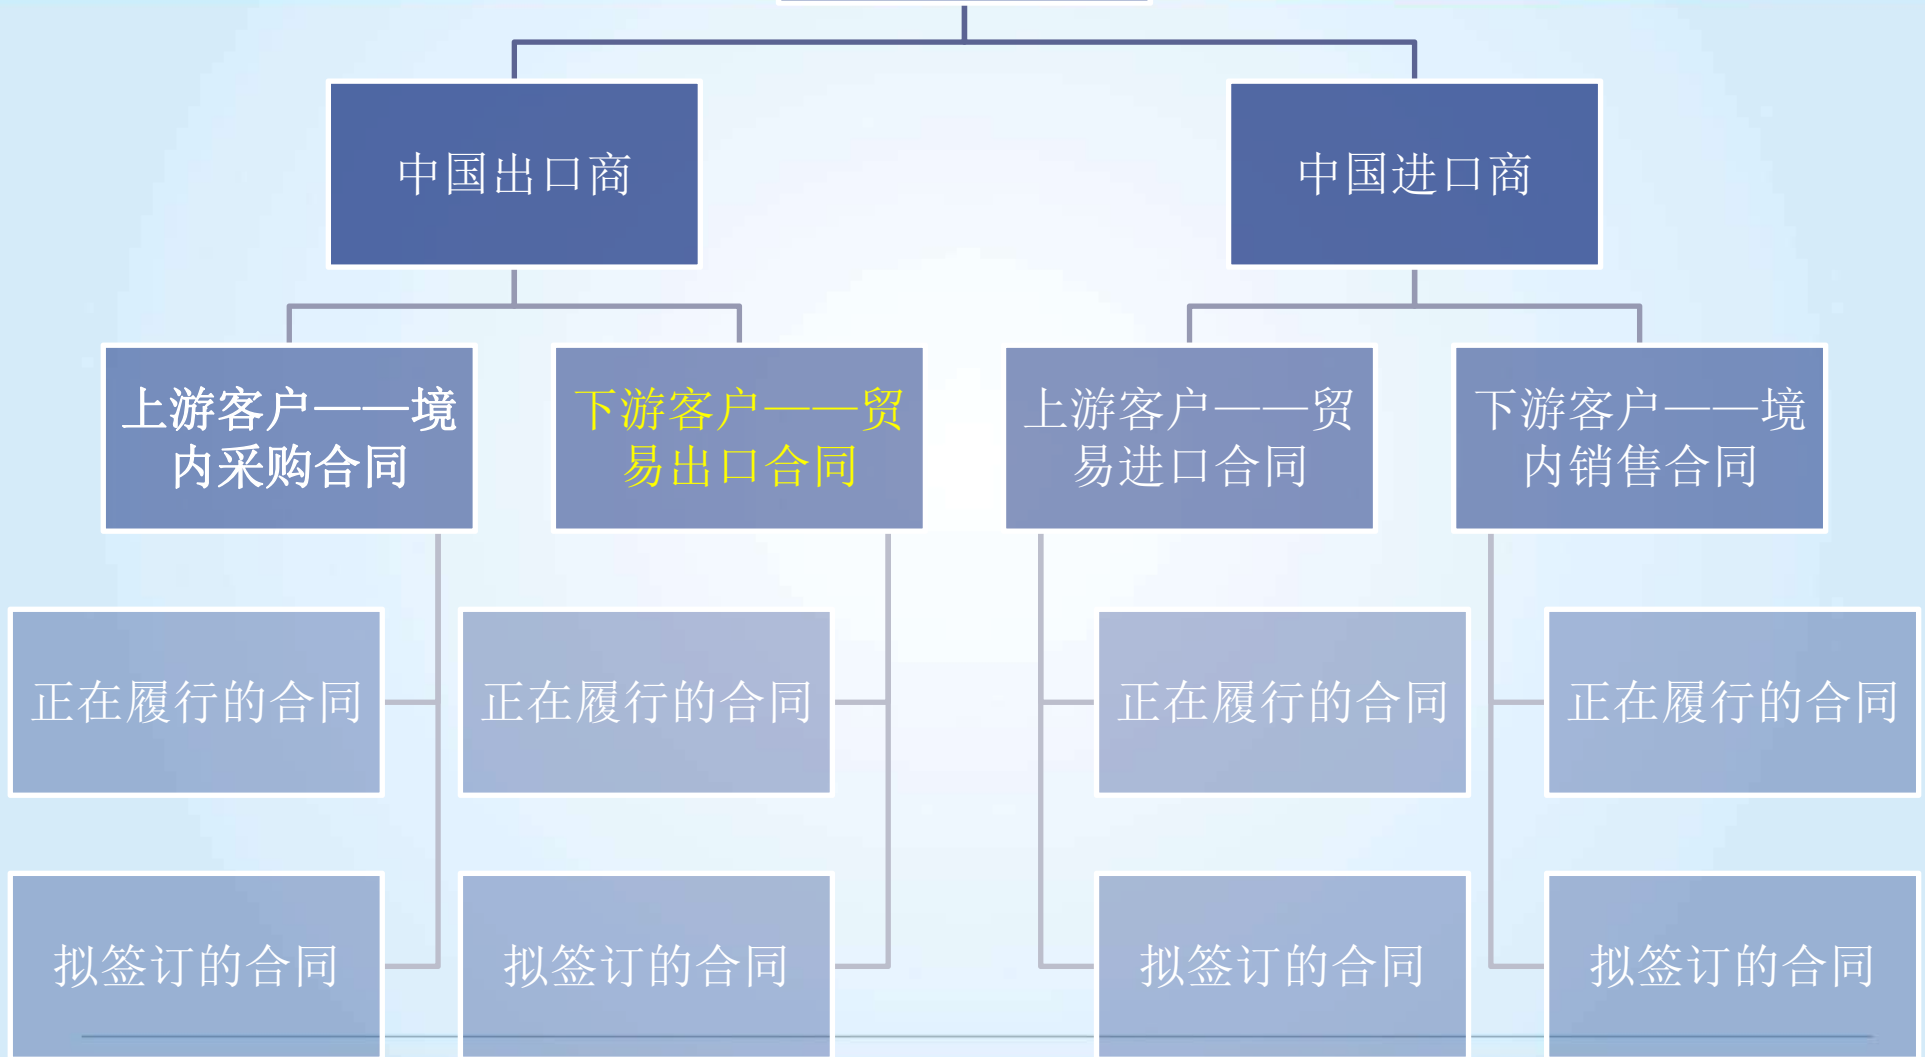 中国出口商
中国进口商
上游客户——境
内采购合同
下游客户——贸
易出口合同
上游客户——贸
易进口合同
下游客户——境
内销售合同
正在履行的合同
正在履行的合同
正在履行的合同
正在履行的合同
拟签订的合同
拟签订的合同
拟签订的合同
拟签订的合同